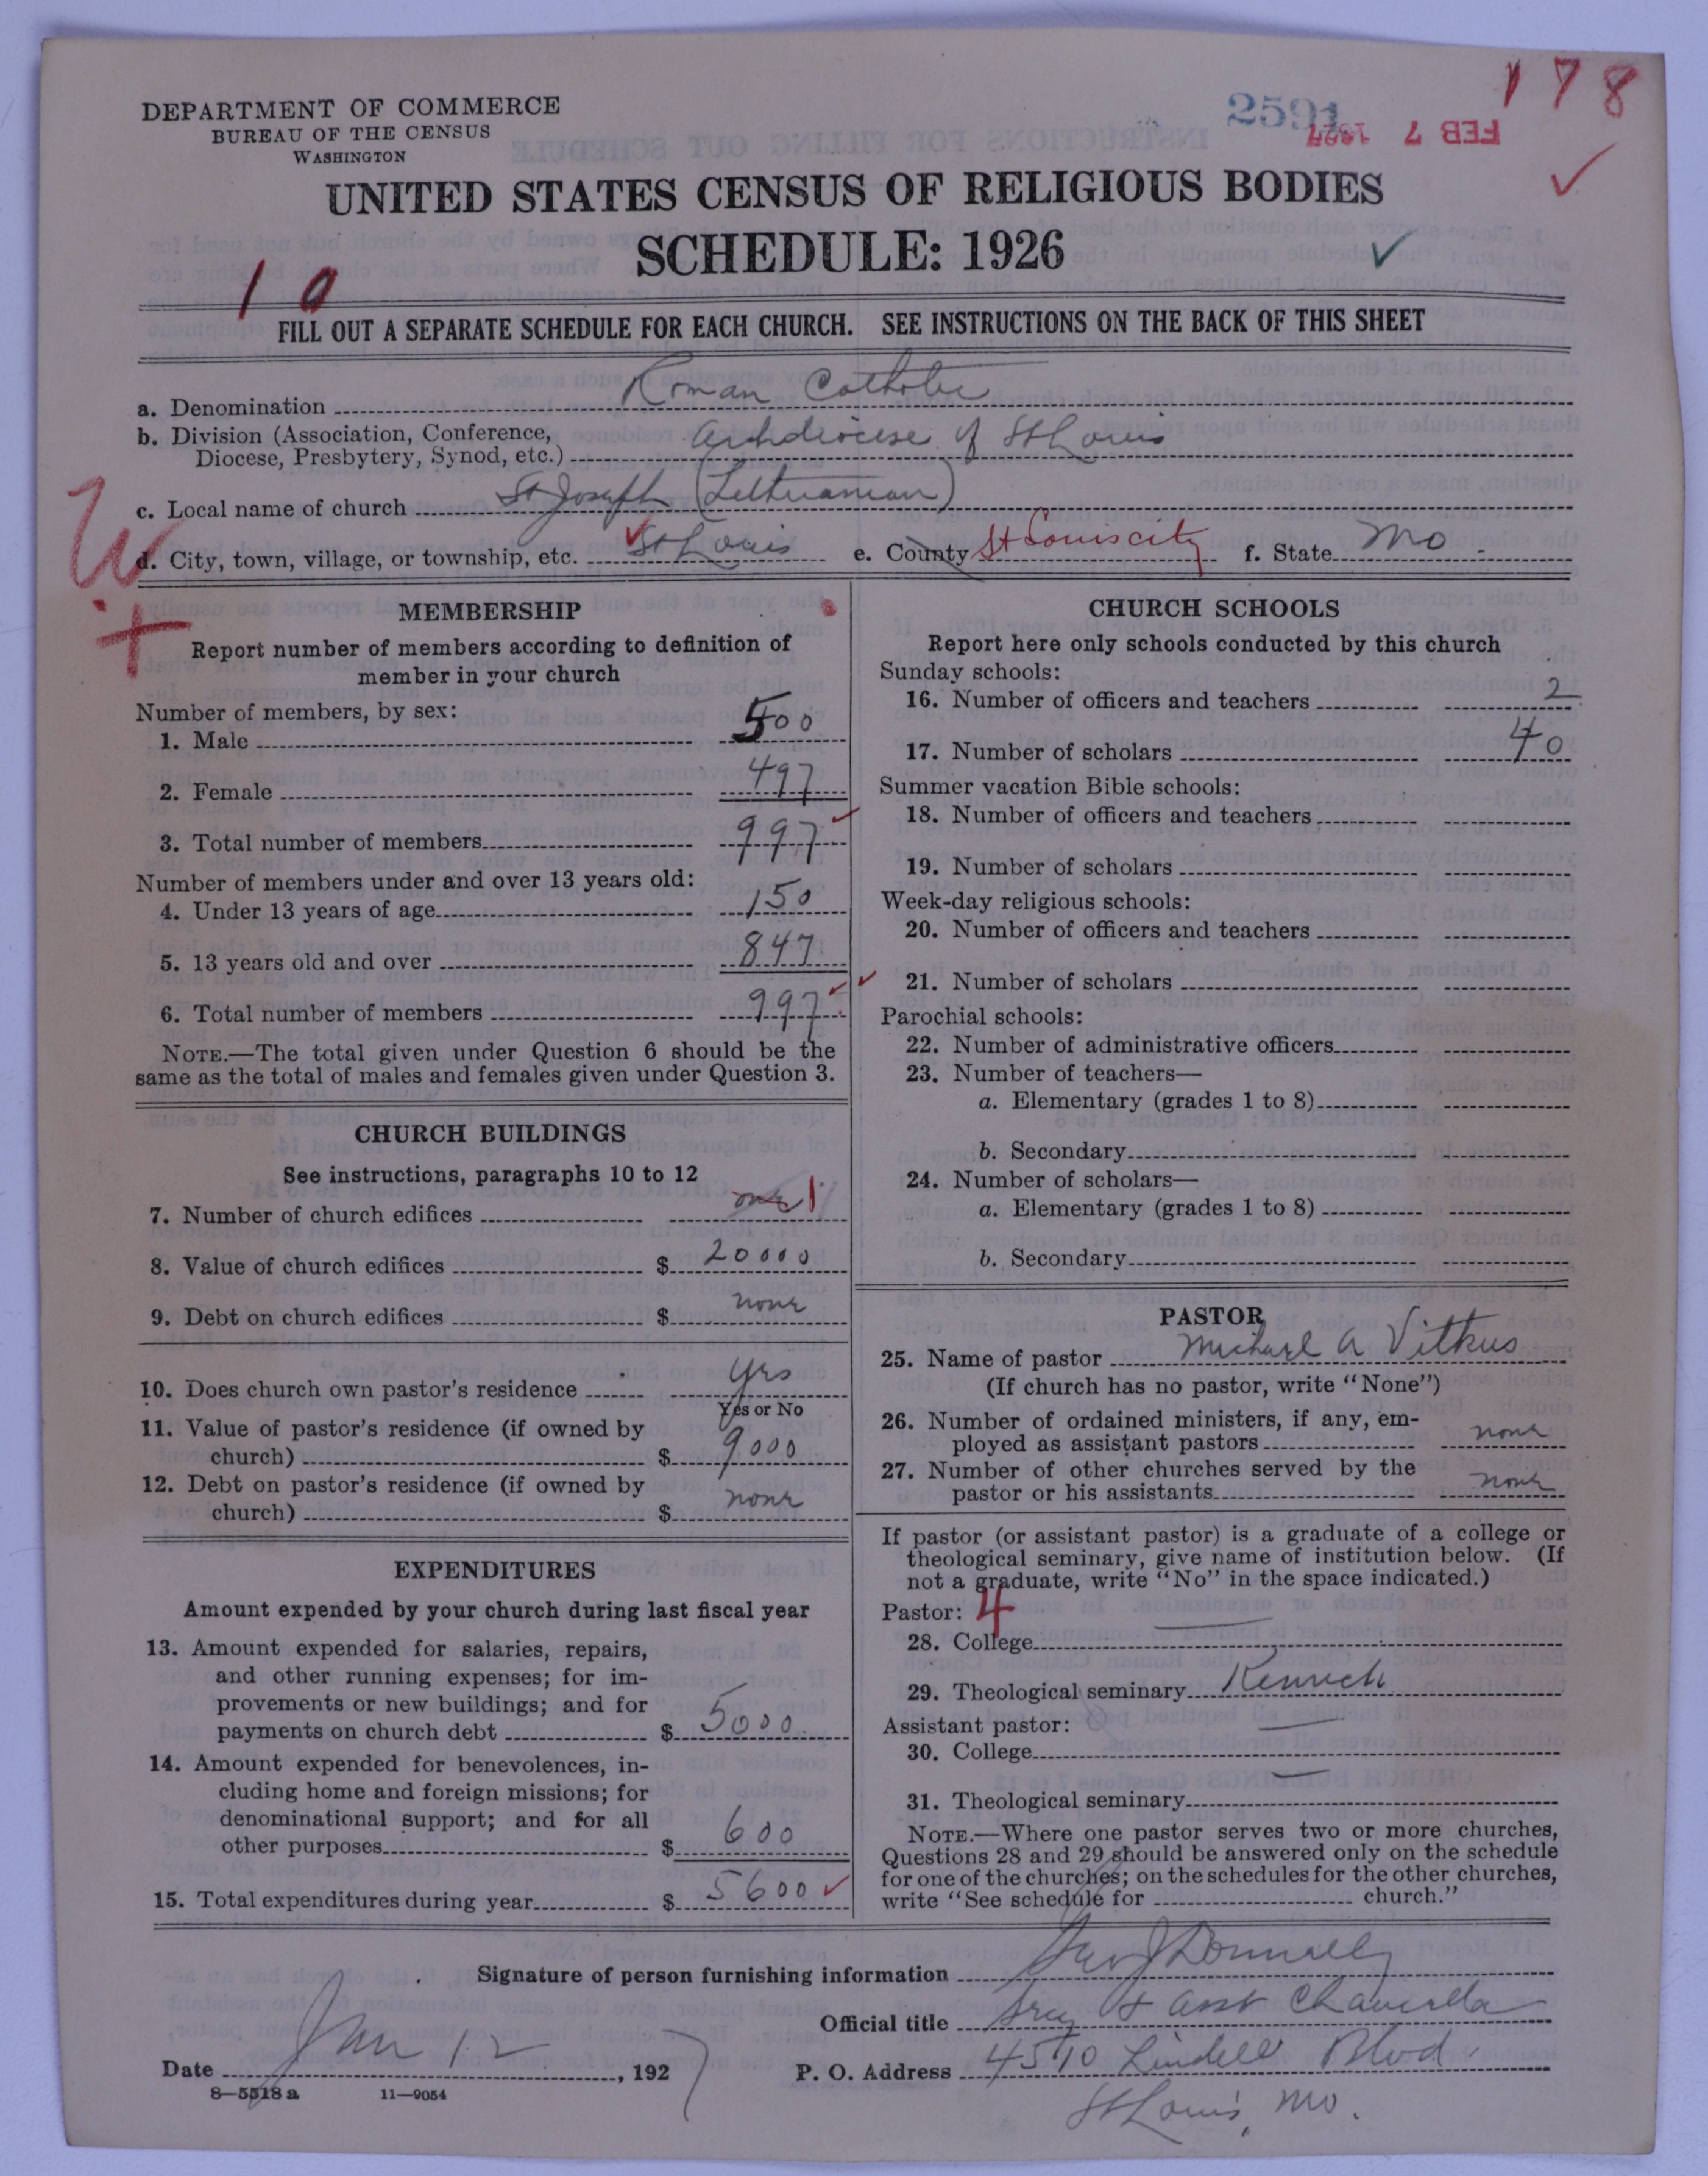 178
2591
FEB 7 1927
DEPARTMENT OF COMMERCE
BUREAU OF THE CENSUS
WASHINGTON
UNITED STATES CENSUS OF RELIGIOUS BODIES
SCHEDULE: 1926
10
FILL OUT A SEPARATE SCHEDULE FOR EACH CHURCH. SEE INSTRUCTIONS ON THE BACK OF THIS SHEET
a. Denomination Roman Catholic
b. Division (Association, Conference,
Diocese, Presbytery, Synod, etc.) Archdiocese of St Louis
c. Local name of church St Joseph (Lithuanian)
W
+
d. City, town, village, or township, etc. St Louis e. County St Louis city f. State Mo
MEMBERSHIP
Report number of members according to definition of
member in your church
Number of members, by sex:
1. Male 500
2. Female 497
3. Total number of members 997
Number of members under and over 13 years old:
4. Under 13 years of age 150
5. 13 years old and over 847
6. Total number of members 997
NOTE.—The total given under Question 6 should be the
same as the total of males and females given under Question 3.
CHURCH BUILDINGS
See instructions, paragraphs 10 to 12
7. Number of church edifices one 1
8. Value of church edifices $ 20000
9. Debt on church edifices $ none
10. Does church own pastor's residence Yes
Yes or No
11. Value of pastor's residence (if owned by
church) $ 9000
12. Debt on pastor's residence (if owned by
church) $ none
EXPENDITURES
Amount expended by your church during last fiscal year
13. Amount expended for salaries, repairs,
and other running expenses; for im-
provements or new buildings; and for
payments on church debt $ 5000
14. Amount expended for benevolences, in-
cluding home and foreign missions; for
denominational support; and for all
other purposes $ 600
15. Total expenditures during year $ 5600
CHURCH SCHOOLS
Report here only schools conducted by this church
Sunday schools:
16. Number of officers and teachers 2
17. Number of scholars 40
Summer vacation Bible schools:
18. Number of officers and teachers
19. Number of scholars
Week-day religious schools:
20. Number of officers and teachers
21. Number of scholars
Parochial schools:
22. Number of administrative officers
23. Number of teachers—
a. Elementary (grades 1 to 8)
b. Secondary
24. Number of scholars—
a. Elementary (grades 1 to 8)
b. Secondary
PASTOR
25. Name of pastor Michael A Vitkus
(If church has no pastor, write "None")
26. Number of ordained ministers, if any, em-
ployed as assistant pastors none
27. Number of other churches served by the
pastor or his assistants none
If pastor (or assistant pastor) is a graduate of a college or
theological seminary, give name of institution below. (If
not a graduate, write "No" in the space indicated.)
Pastor: 4
28. College —
29. Theological seminary Kenrick
Assistant pastor:
30. College —
31. Theological seminary —
NOTE.—Where one pastor serves two or more churches,
Questions 28 and 29 should be answered only on the schedule
for one of the churches; on the schedules for the other churches,
write "See schedule for church."
Signature of person furnishing information Geo J Donnelly
Official title Secy & Asst Chancellor
Date Jan 12, 1927 P. O. Address 4510 Lindell Blvd.
8—5518 a 11—9054
St Louis, Mo.